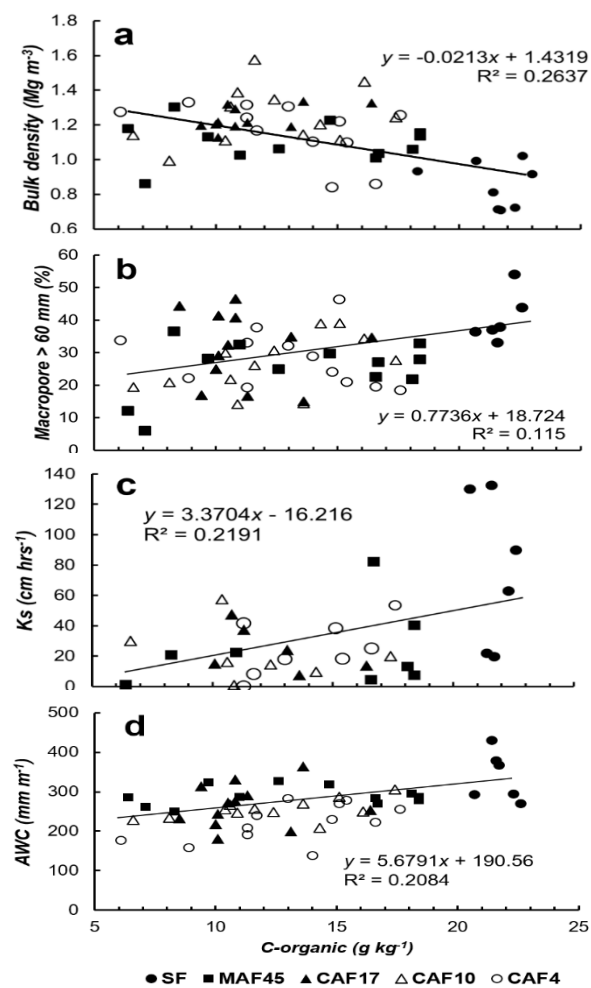 a
y = -0.0213x + 1.4319
R² = 0.2637
Bulk density (Mg m-³)
1.8
1.6
1.4
1.2
1.0
0.8
0.6
b
Macropore > 60 mm (%)
60
50
40
30
20
10
0
y = 0.7736x + 18.724
R² = 0.115
c
y = 3.3704x - 16.216
R² = 0.2191
Ks (cm hrs-¹)
140
120
100
80
60
40
20
0
d
AWC (mm m-¹)
500
400
300
200
100
0
y = 5.6791x + 190.56
R² = 0.2084
5 10 15 20 25
C-organic (g kg-¹)
SF MAF45 CAF17 CAF10 CAF4